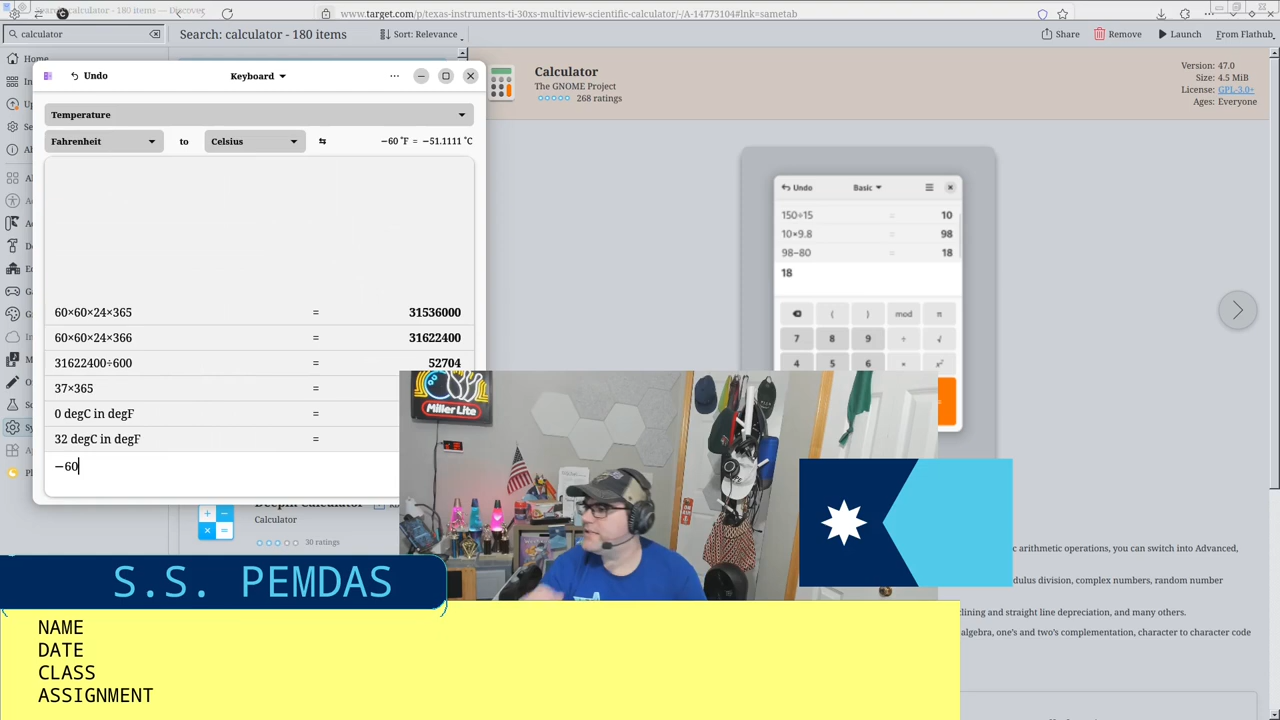 www.target.com/p/texas-instruments-ti-30xs-multiview-scientific-calculator/-/A-14773104#lnk=sametab
calculator
Search: calculator - 180 items
Sort: Relevance
Share
Remove
Launch
From Flathub
Home
Undo
Keyboard
Temperature
Fahrenheit
to
Celsius
−60 ˚F = −51.1111 ˚C
60×60×24×365 = 31536000
60×60×24×366 = 31622400
31622400÷600 = 52704
37×365 =
0 degC in degF =
32 degC in degF =
−60
Calculator
The GNOME Project
268 ratings
Version: 47.0
Size: 4.5 MiB
License: GPL-3.0+
Ages: Everyone
Undo
Basic
150÷15 = 10
10×9.8 = 98
98−80 = 18
18
( ) mod π
7 8 9 ÷ √
4 5 6 × x²
Miller Lite
Deepin Calculator
Calculator
30 ratings
c arithmetic operations, you can switch into Advanced,
dulus division, complex numbers, random number
clining and straight line depreciation, and many others.
algebra, one's and two's complementation, character to character code
S.S. PEMDAS
NAME
DATE
CLASS
ASSIGNMENT